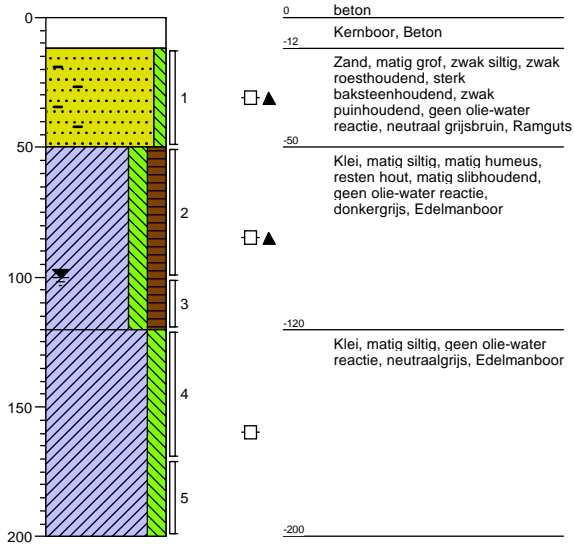 0
50
100
150
200
1
2
3
4
5
0
beton
-12
Kernboor, Beton
Zand, matig grof, zwak siltig, zwak
roesthoudend, sterk
baksteenhoudend, zwak
puinhoudend, geen olie-water
reactie, neutraal grijsbruin, Ramguts
-50
Klei, matig siltig, matig humeus,
resten hout, matig slibhoudend,
geen olie-water reactie,
donkergrijs, Edelmanboor
-120
Klei, matig siltig, geen olie-water
reactie, neutraalgrijs, Edelmanboor
-200